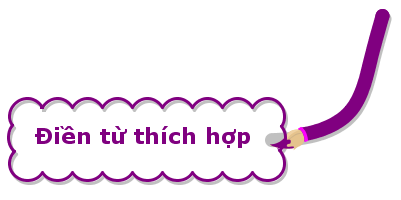 Điền từ thích hợp